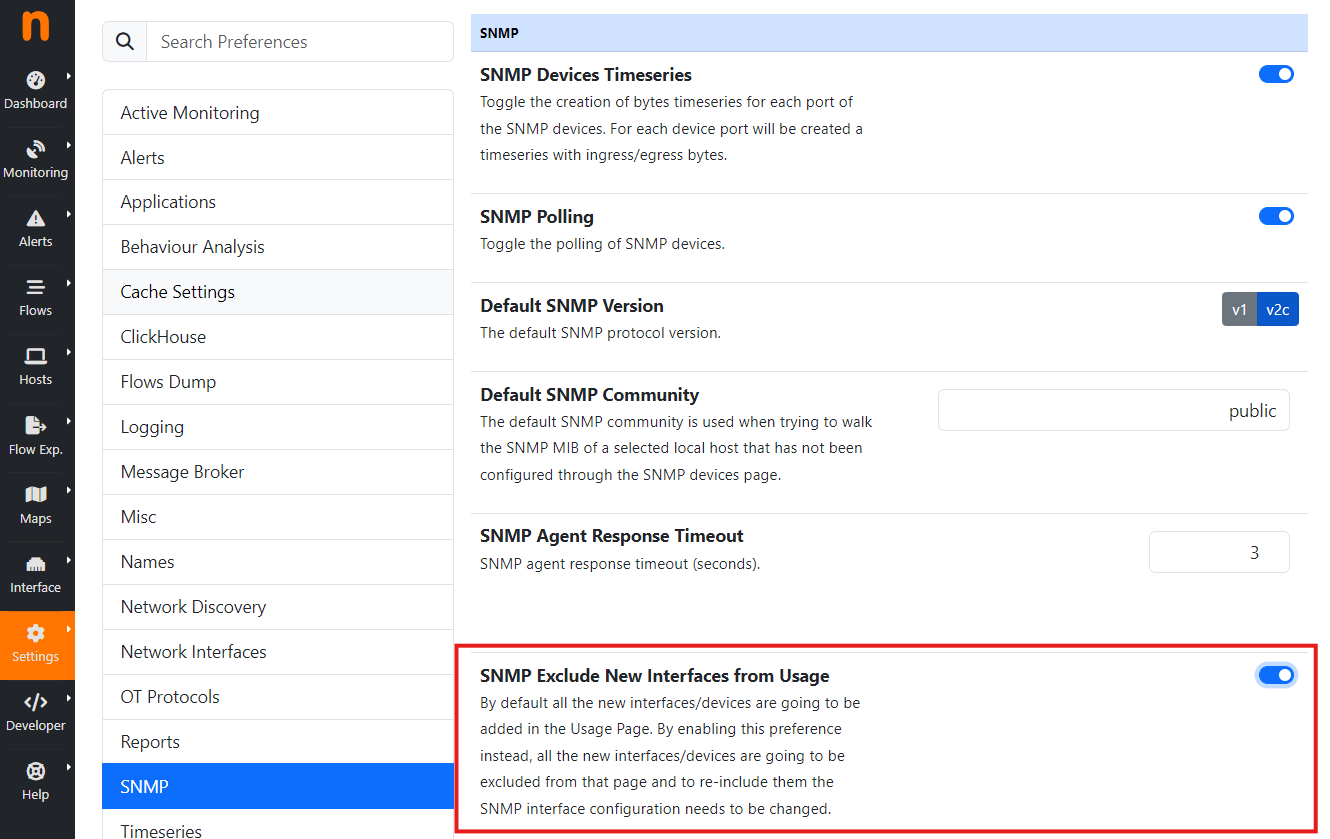 n
Dashboard
Monitoring
Alerts
Flows
Hosts
Flow Exp.
Maps
Interface
Settings
Developer
Help
Search Preferences
Active Monitoring
Alerts
Applications
Behaviour Analysis
Cache Settings
ClickHouse
Flows Dump
Logging
Message Broker
Misc
Names
Network Discovery
Network Interfaces
OT Protocols
Reports
SNMP
Timeseries
SNMP
SNMP Devices Timeseries
Toggle the creation of bytes timeseries for each port of
the SNMP devices. For each device port will be created a
timeseries with ingress/egress bytes.
SNMP Polling
Toggle the polling of SNMP devices.
Default SNMP Version
v1 v2c
The default SNMP protocol version.
Default SNMP Community
public
The default SNMP community is used when trying to walk
the SNMP MIB of a selected local host that has not been
configured through the SNMP devices page.
SNMP Agent Response Timeout
3
SNMP agent response timeout (seconds).
SNMP Exclude New Interfaces from Usage
By default all the new interfaces/devices are going to be
added in the Usage Page. By enabling this preference
instead, all the new interfaces/devices are going to be
excluded from that page and to re-include them the
SNMP interface configuration needs to be changed.